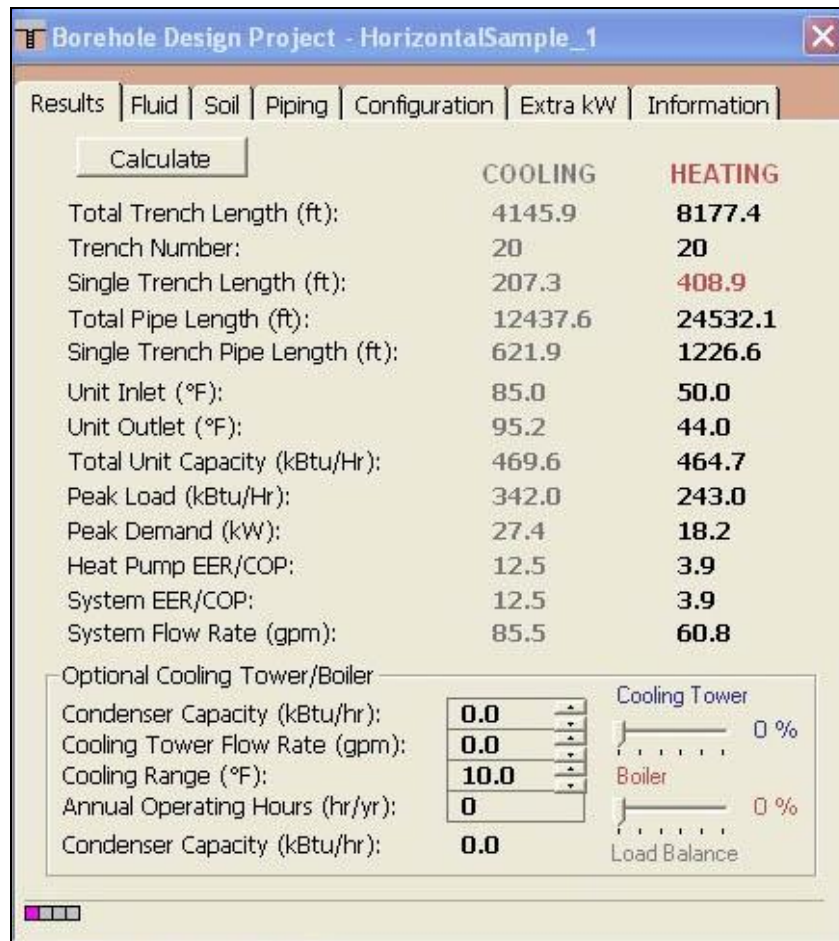 Borehole Design Project - HorizontalSample_1
Results Fluid Soil Piping Configuration Extra kW Information
Calculate
COOLING HEATING
Total Trench Length (ft): 4145.9 8177.4
Trench Number: 20 20
Single Trench Length (ft): 207.3 408.9
Total Pipe Length (ft): 12437.6 24532.1
Single Trench Pipe Length (ft): 621.9 1226.6
Unit Inlet (°F): 85.0 50.0
Unit Outlet (°F): 95.2 44.0
Total Unit Capacity (kBtu/Hr): 469.6 464.7
Peak Load (kBtu/Hr): 342.0 243.0
Peak Demand (kW): 27.4 18.2
Heat Pump EER/COP: 12.5 3.9
System EER/COP: 12.5 3.9
System Flow Rate (gpm): 85.5 60.8
Optional Cooling Tower/Boiler
Condenser Capacity (kBtu/hr): 0.0
Cooling Tower Flow Rate (gpm): 0.0
Cooling Range (°F): 10.0
Annual Operating Hours (hr/yr): 0
Condenser Capacity (kBtu/hr): 0.0
Cooling Tower
0 %
Boiler
0 %
Load Balance